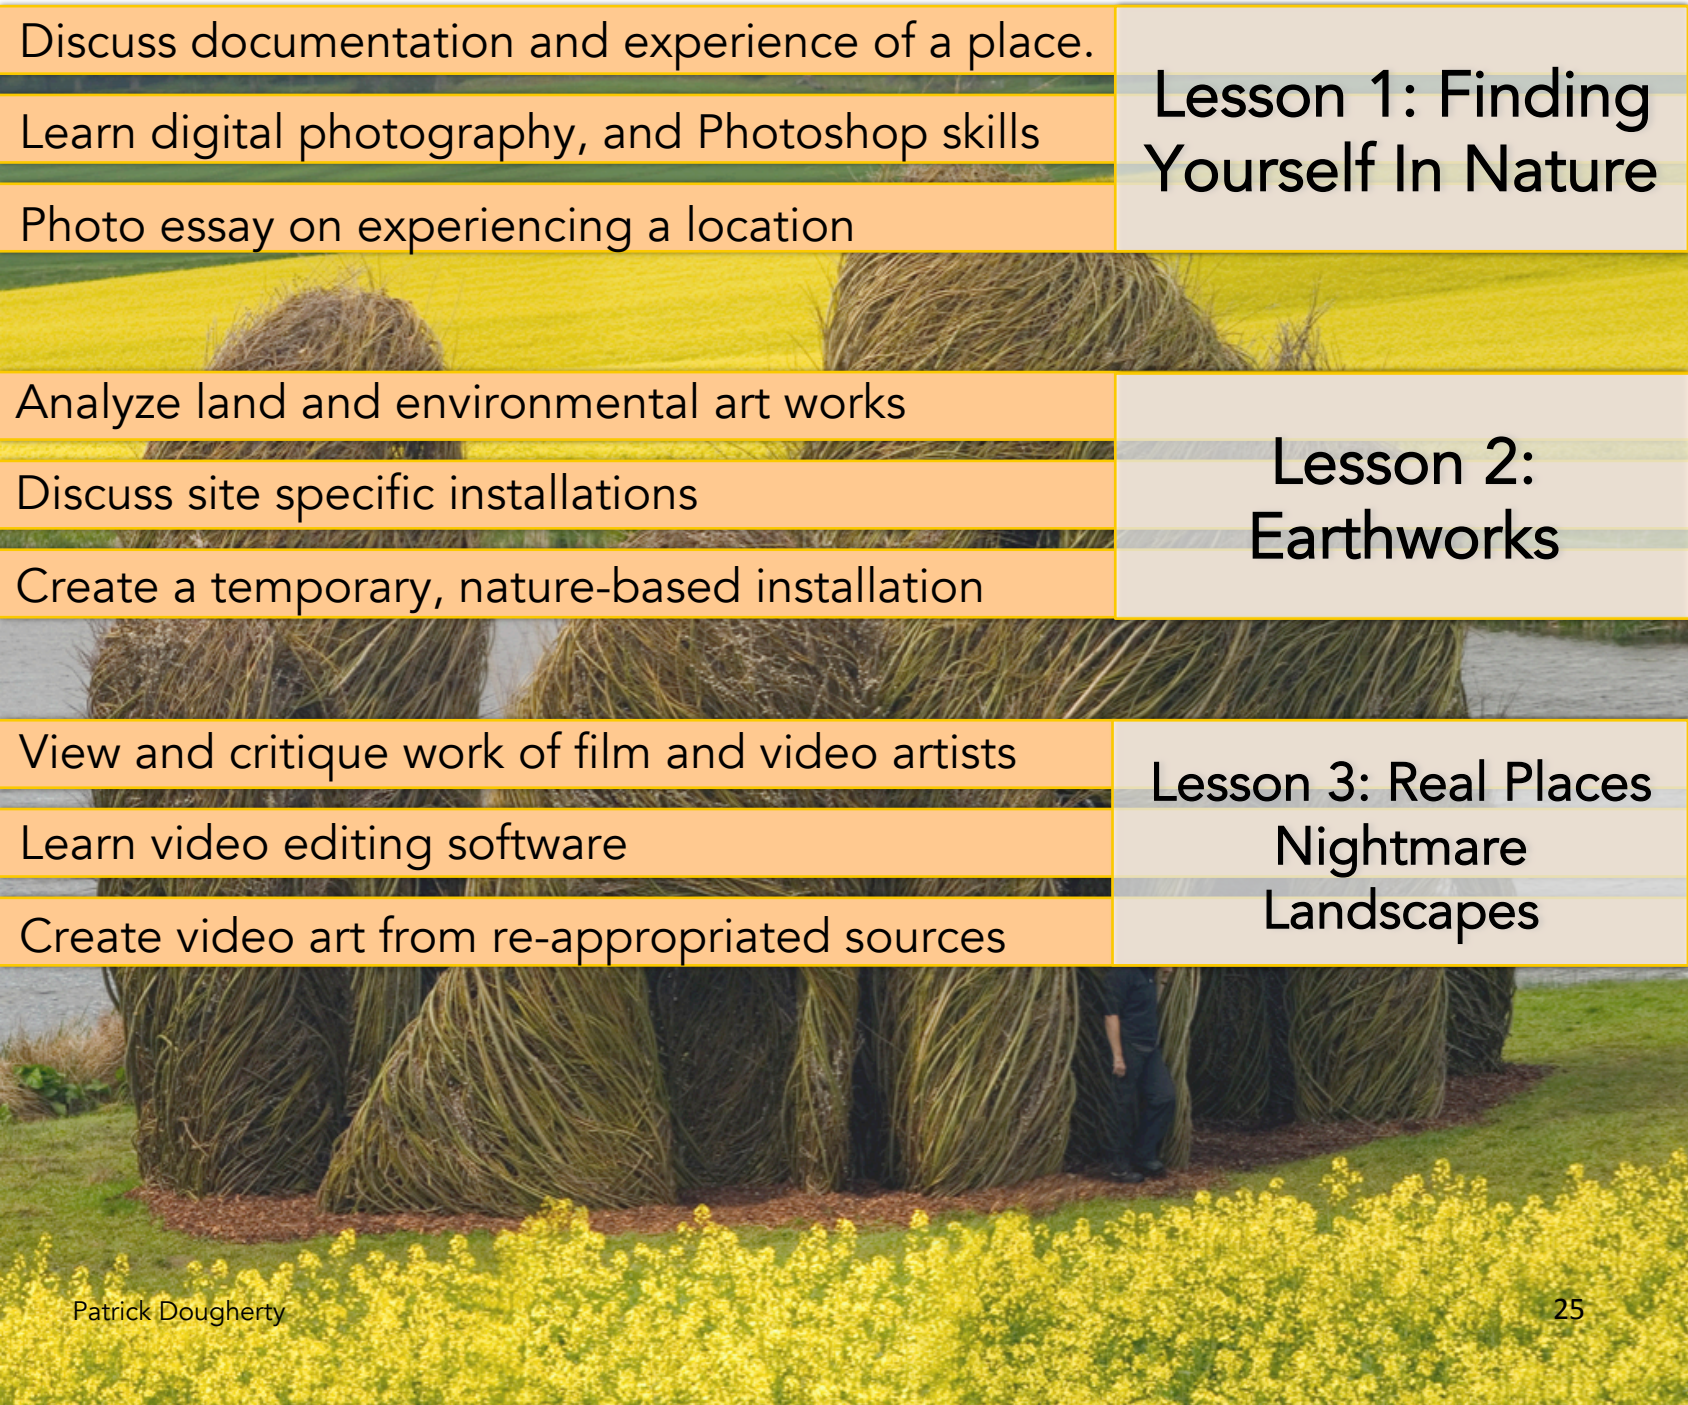 Discuss documentation and experience of a place.
Learn digital photography, and Photoshop skills
Photo essay on experiencing a location
Lesson 1: Finding
Yourself In Nature
Analyze land and environmental art works
Discuss site specific installations
Create a temporary, nature-based installation
Lesson 2:
Earthworks
View and critique work of film and video artists
Learn video editing software
Create video art from re-appropriated sources
Lesson 3: Real Places
Nightmare
Landscapes
Patrick Dougherty
25